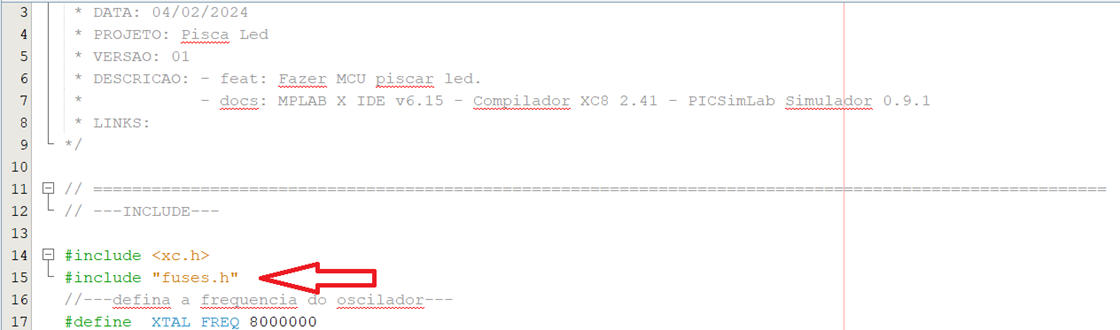 3 * DATA: 04/02/2024
4 * PROJETO: Pisca Led
5 * VERSAO: 01
6 * DESCRICAO: - feat: Fazer MCU piscar led.
7 * - docs: MPLAB X IDE v6.15 - Compilador XC8 2.41 - PICSimLab Simulador 0.9.1
8 * LINKS:
9 */
10
11 // ========================================================================================================
12 // ---INCLUDE---
13
14 #include <xc.h>
15 #include "fuses.h"
16 //---defina a frequencia do oscilador---
17 #define  XTAL FREQ 8000000